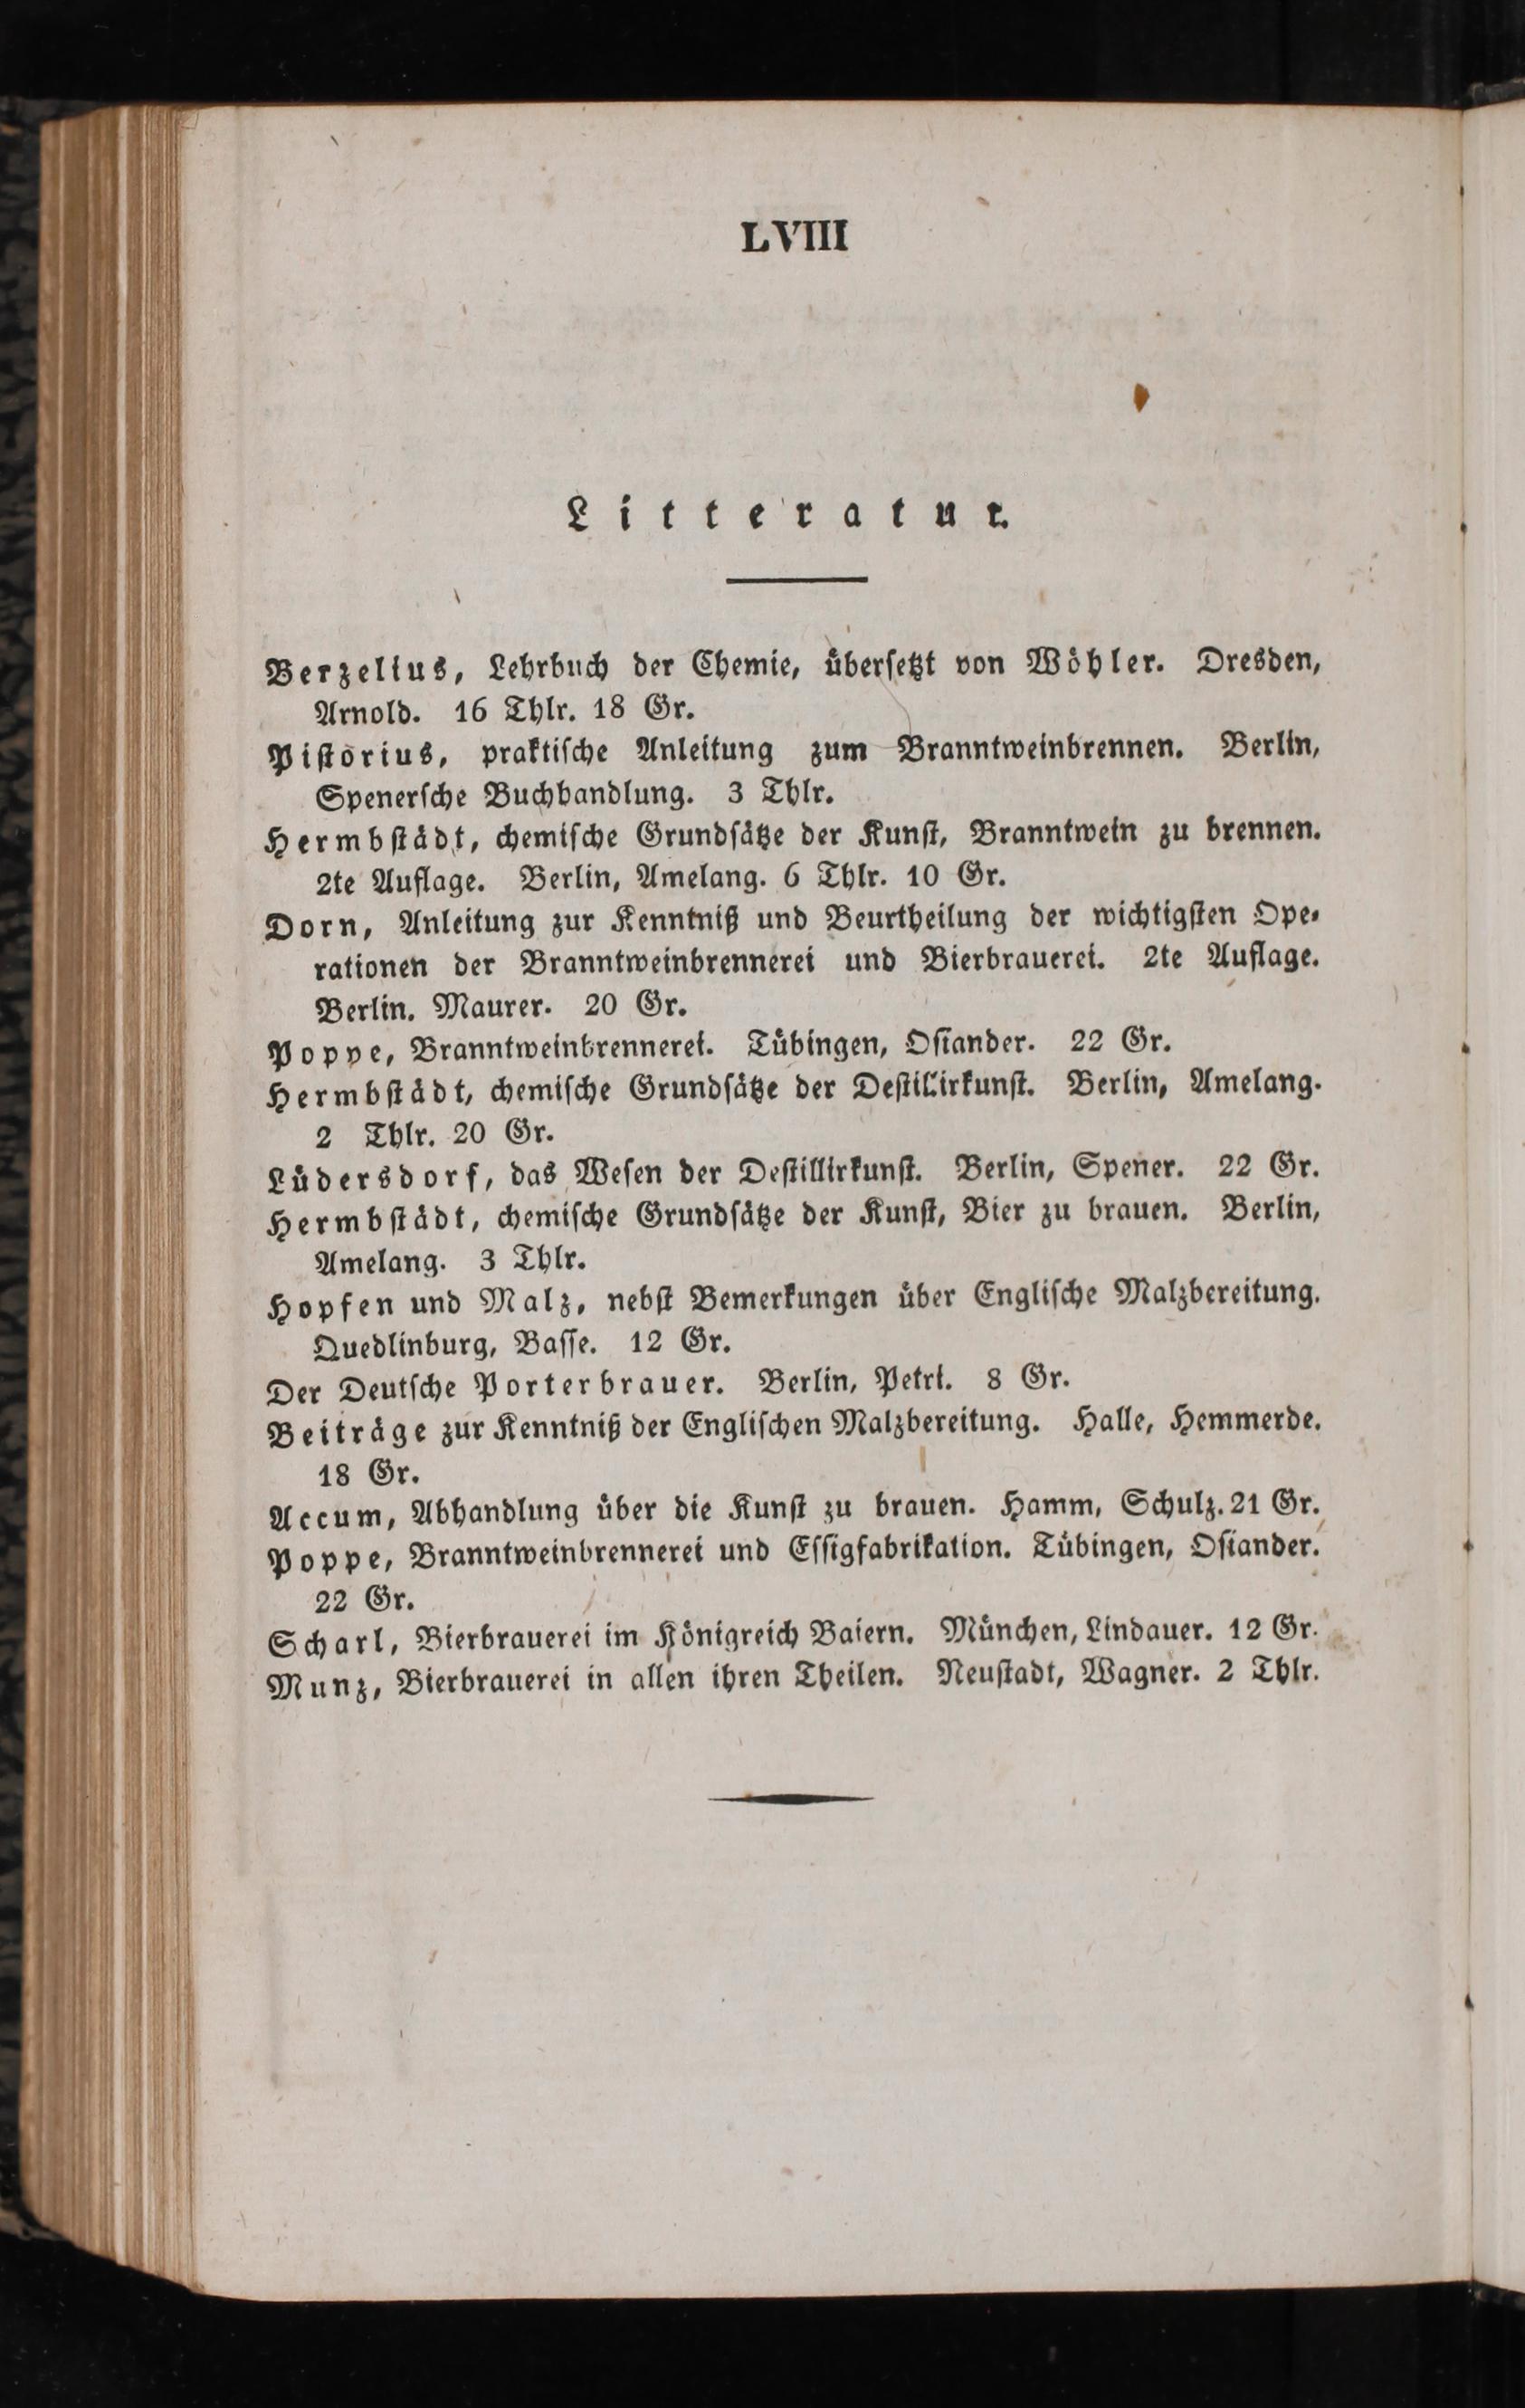 LVIII
Litteratur.
Berzelius, Lehrbuch der Chemie, übersetzt von Wöhler. Dresden,
Arnold. 16 Thlr. 18 Gr.
Pistorius, praktische Anleitung zum Branntweinbrennen. Berlin,
Spenersche Buchhandlung. 3 Thlr.
Hermbstädt, chemische Grundsätze der Kunst, Branntwein zu brennen.
2te Auflage. Berlin, Amelang. 6 Thlr. 10 Gr.
Dorn, Anleitung zur Kenntniß und Beurtheilung der wichtigsten Ope-
rationen der Branntweinbrennerei und Bierbrauerei. 2te Auflage.
Berlin. Maurer. 20 Gr.
Poppe, Branntweinbrennerei. Tübingen, Osiander. 22 Gr.
Hermbstädt, chemische Grundsätze der Destillirkunst. Berlin, Amelang.
2 Thlr. 20 Gr.
Lüdersdorf, das Wesen der Destillirkunst. Berlin, Spener. 22 Gr.
Hermbstädt, chemische Grundsätze der Kunst, Bier zu brauen. Berlin,
Amelang. 3 Thlr.
Hopfen und Malz, nebst Bemerkungen über Englische Malzbereitung.
Quedlinburg, Basse. 12 Gr.
Der Deutsche Porterbrauer. Berlin, Petri. 8 Gr.
Beiträge zur Kenntniß der Englischen Malzbereitung. Halle, Hemmerde.
18 Gr.
Accum, Abhandlung über die Kunst zu brauen. Hamm, Schulz. 21 Gr.
Poppe, Branntweinbrennerei und Essigfabrikation. Tübingen, Osiander.
22 Gr.
Scharl, Bierbrauerei im Königreich Baiern. München, Lindauer. 12 Gr.
Munz, Bierbrauerei in allen ihren Theilen. Neustadt, Wagner. 2 Thlr.